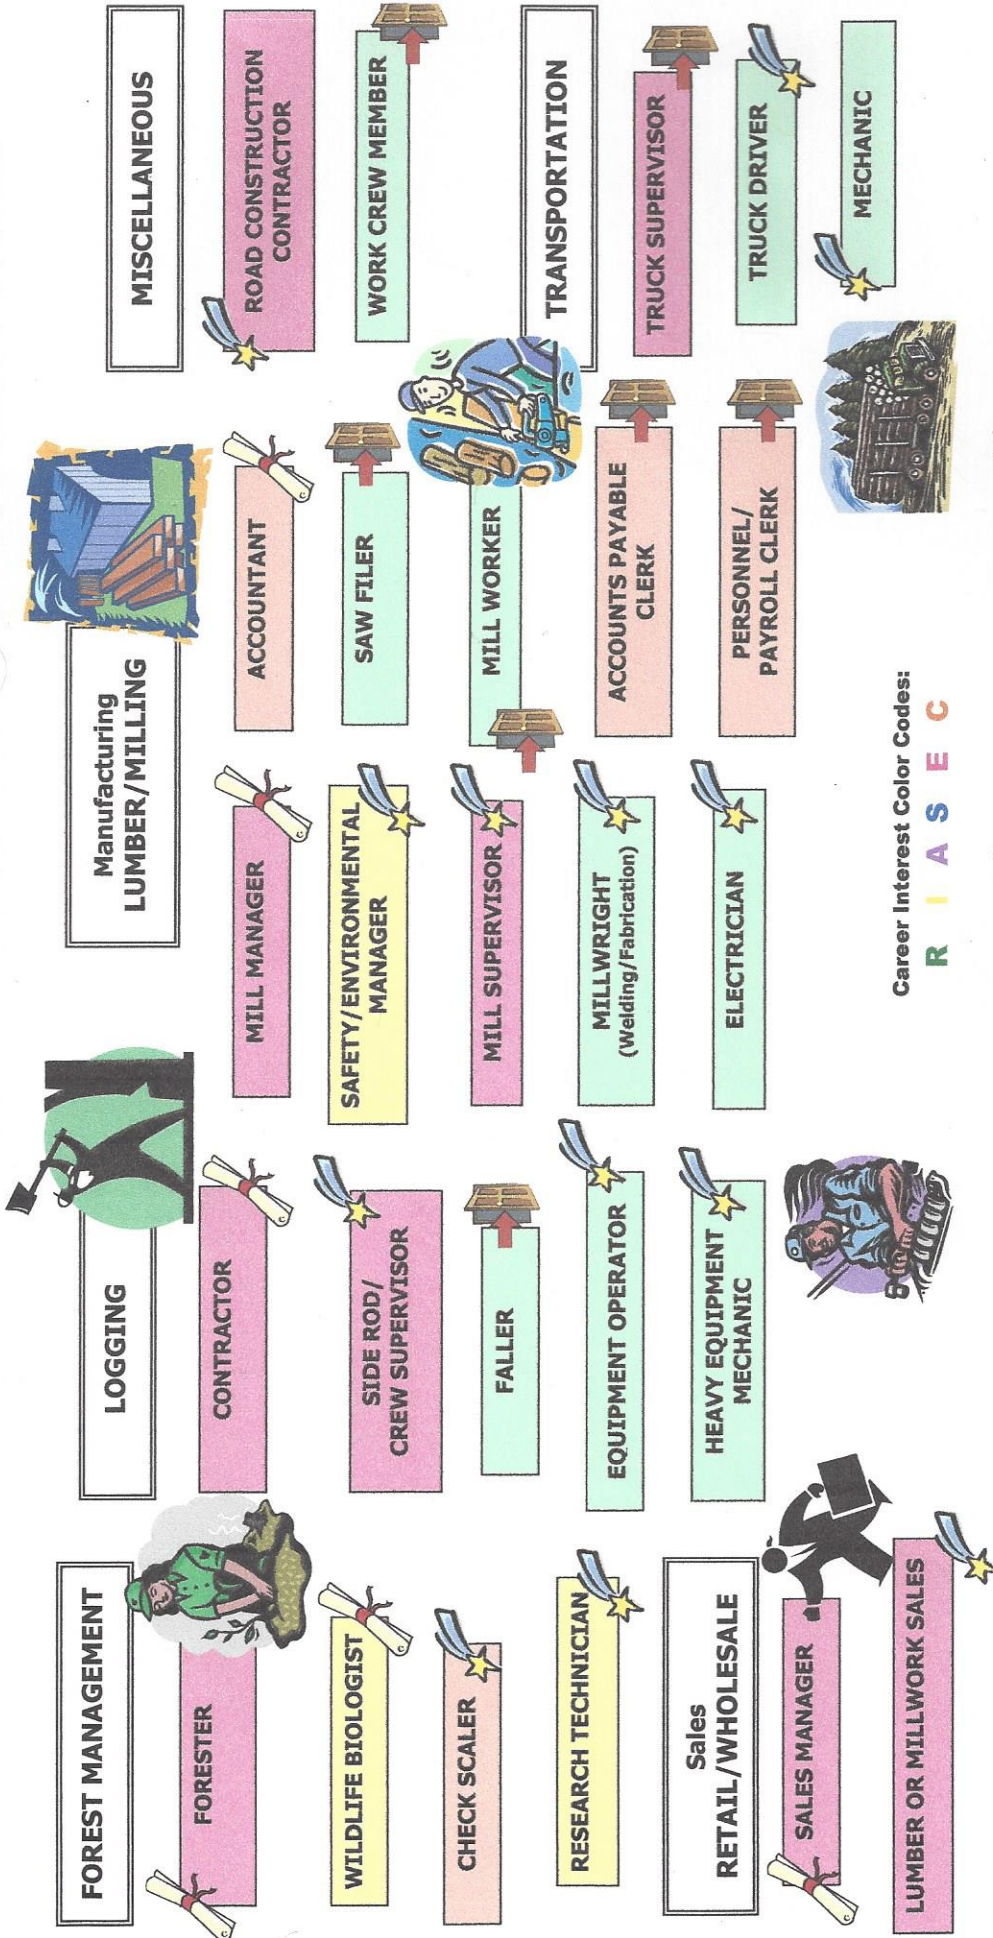 FOREST MANAGEMENT
FORESTER
WILDLIFE BIOLOGIST
CHECK SCALER
RESEARCH TECHNICIAN
Sales
RETAIL/WHOLESALE
SALES MANAGER
LUMBER OR MILLWORK SALES
LOGGING
CONTRACTOR
SIDE ROD/
CREW SUPERVISOR
FALLER
EQUIPMENT OPERATOR
HEAVY EQUIPMENT
MECHANIC
Manufacturing
LUMBER/MILLING
MILL MANAGER
SAFETY/ENVIRONMENTAL
MANAGER
MILL SUPERVISOR
MILLWRIGHT
(Welding/Fabrication)
ELECTRICIAN
ACCOUNTANT
SAW FILER
MILL WORKER
ACCOUNTS PAYABLE
CLERK
PERSONNEL/
PAYROLL CLERK
MISCELLANEOUS
ROAD CONSTRUCTION
CONTRACTOR
WORK CREW MEMBER
TRANSPORTATION
TRUCK SUPERVISOR
TRUCK DRIVER
MECHANIC
Career Interest Color Codes:
R I A S E C